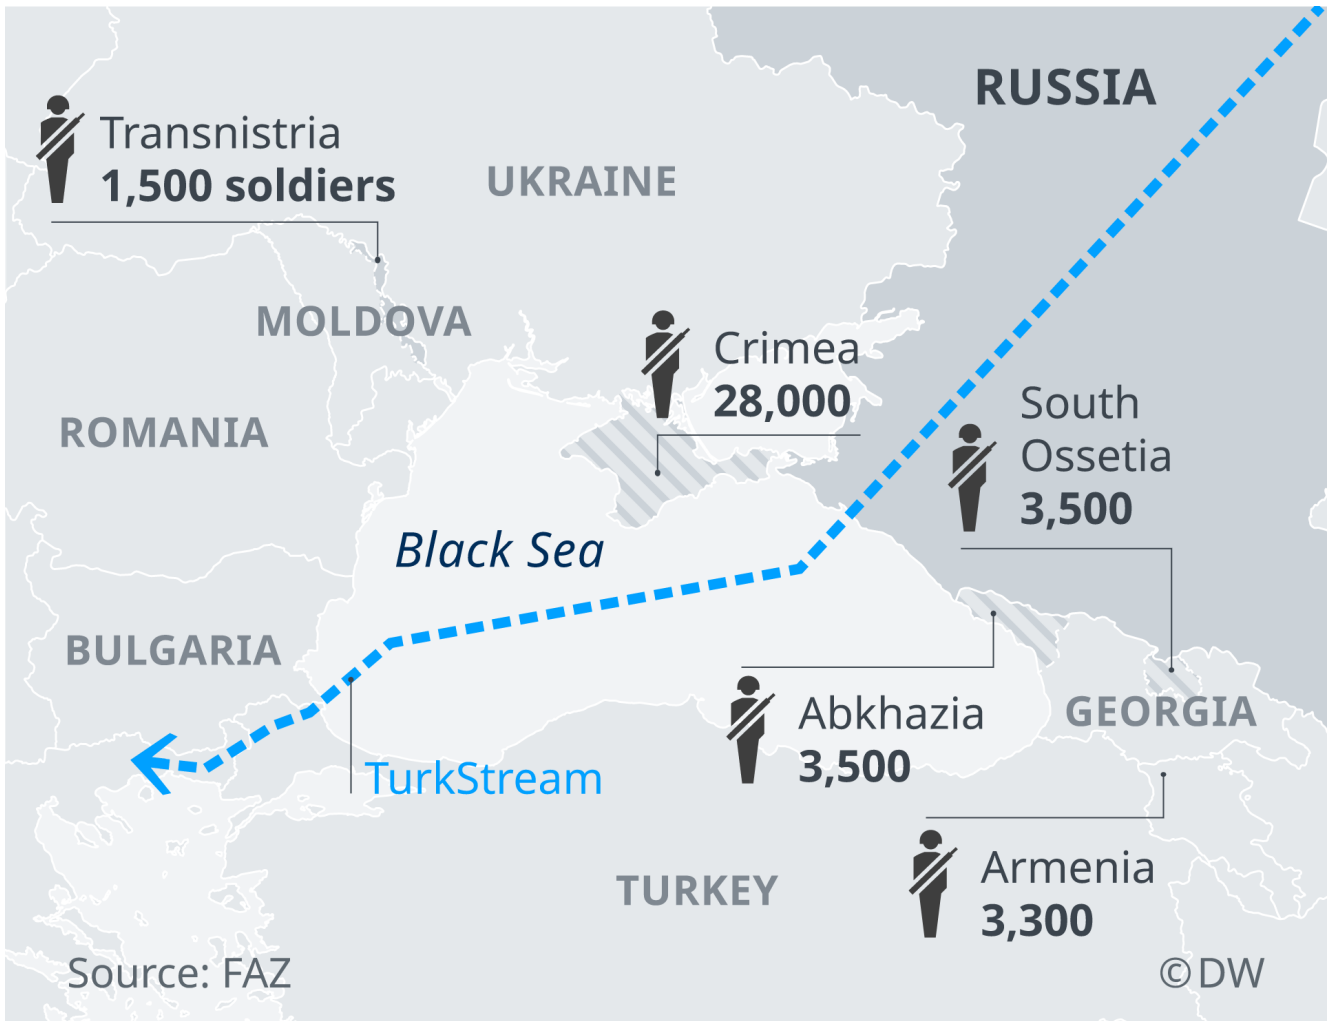 RUSSIA
Transnistria
1,500 soldiers
UKRAINE
MOLDOVA
Crimea
28,000
South
Ossetia
3,500
ROMANIA
Black Sea
BULGARIA
Abkhazia
3,500
GEORGIA
TurkStream
TURKEY
Armenia
3,300
Source: FAZ
© DW